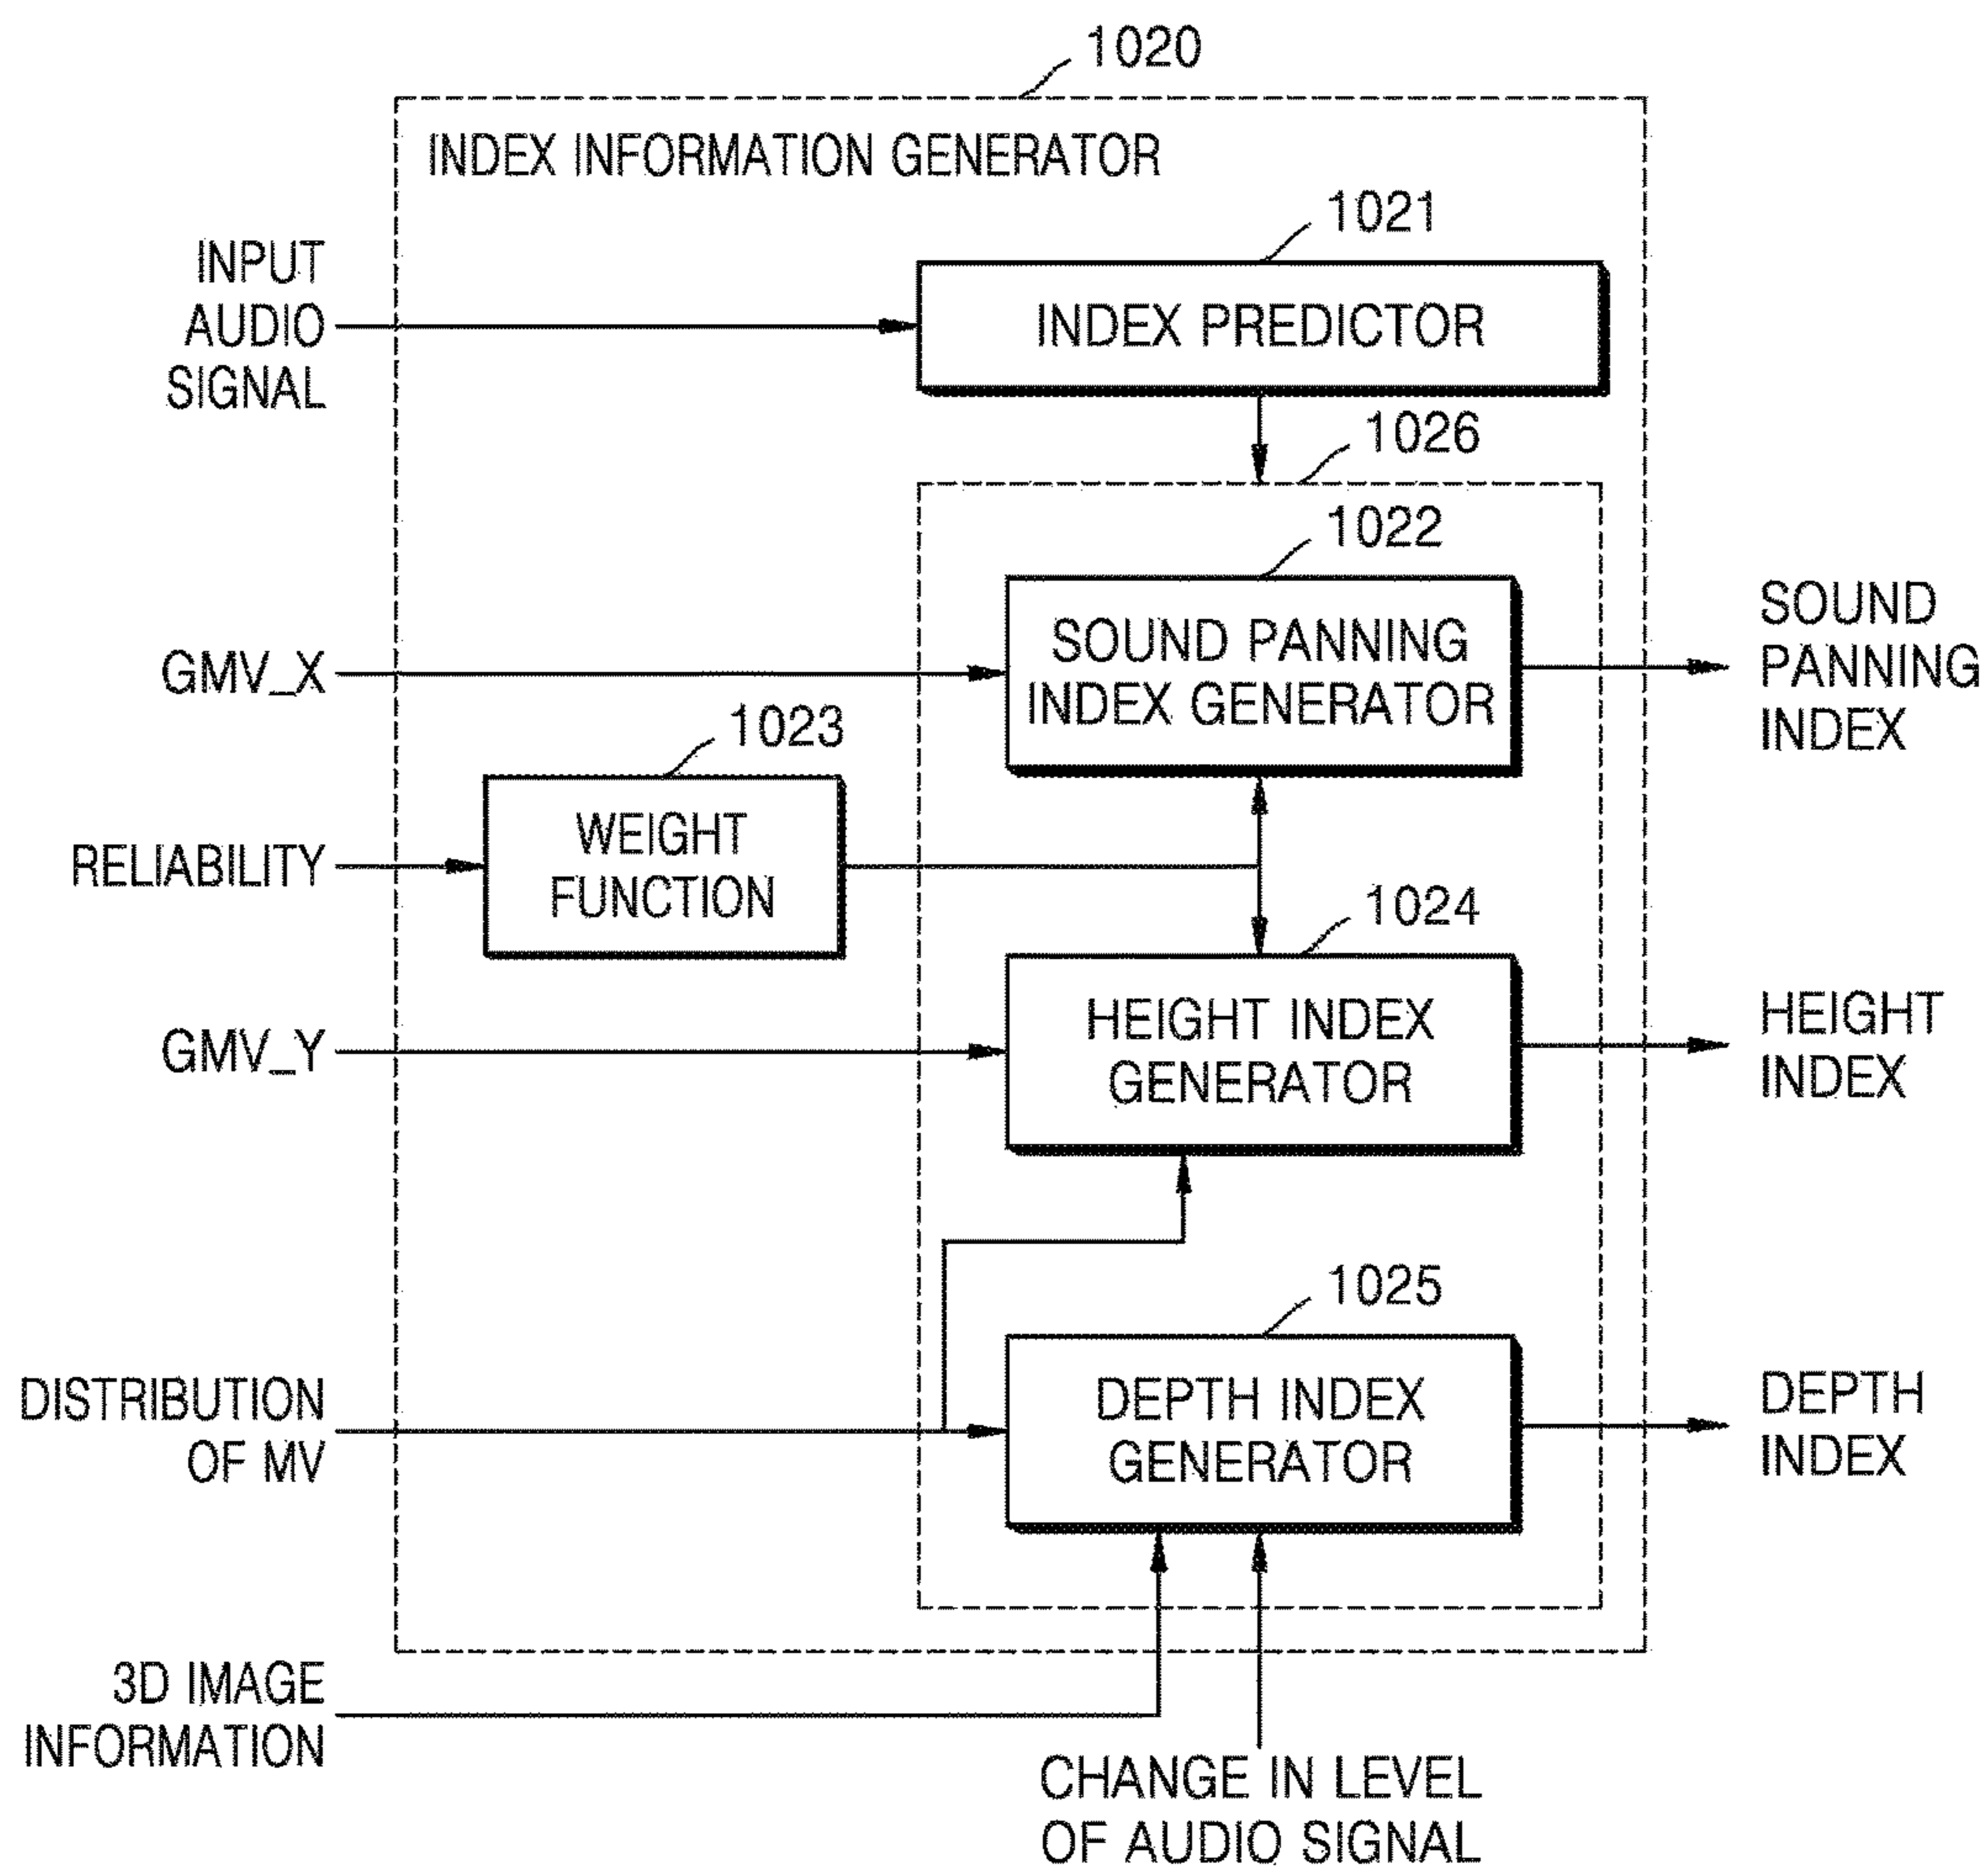 1020
INDEX INFORMATION GENERATOR
1021
INPUT
AUDIO
SIGNAL
INDEX PREDICTOR
1026
1022
SOUND PANNING
INDEX GENERATOR
SOUND
PANNING
INDEX
GMV_X
1023
WEIGHT
FUNCTION
RELIABILITY
1024
HEIGHT INDEX
GENERATOR
HEIGHT
INDEX
GMV_Y
1025
DISTRIBUTION
OF MV
DEPTH INDEX
GENERATOR
DEPTH
INDEX
3D IMAGE
INFORMATION
CHANGE IN LEVEL
OF AUDIO SIGNAL